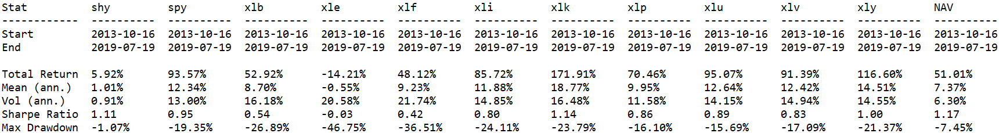 Stat shy spy xlb xle xlf xli xlk xlp xlu xlv xly NAV
------------ ---------- ---------- ---------- ---------- ---------- ---------- ---------- ---------- ---------- ---------- ---------- ----------
Start 2013-10-16 2013-10-16 2013-10-16 2013-10-16 2013-10-16 2013-10-16 2013-10-16 2013-10-16 2013-10-16 2013-10-16 2013-10-16 2013-10-16
End 2019-07-19 2019-07-19 2019-07-19 2019-07-19 2019-07-19 2019-07-19 2019-07-19 2019-07-19 2019-07-19 2019-07-19 2019-07-19 2019-07-19
Total Return 5.92% 93.57% 52.92% -14.21% 48.12% 85.72% 171.91% 70.46% 95.07% 91.39% 116.60% 51.01%
Mean (ann.) 1.01% 12.34% 8.70% -0.55% 9.23% 11.88% 18.77% 9.95% 12.64% 12.42% 14.51% 7.37%
Vol (ann.) 0.91% 13.00% 16.18% 20.58% 21.74% 14.85% 16.48% 11.58% 14.15% 14.94% 14.55% 6.30%
Sharpe Ratio 1.11 0.95 0.54 -0.03 0.42 0.80 1.14 0.86 0.89 0.83 1.00 1.17
Max Drawdown -1.07% -19.35% -26.89% -46.75% -36.51% -24.11% -23.79% -16.10% -15.69% -17.09% -21.37% -7.45%